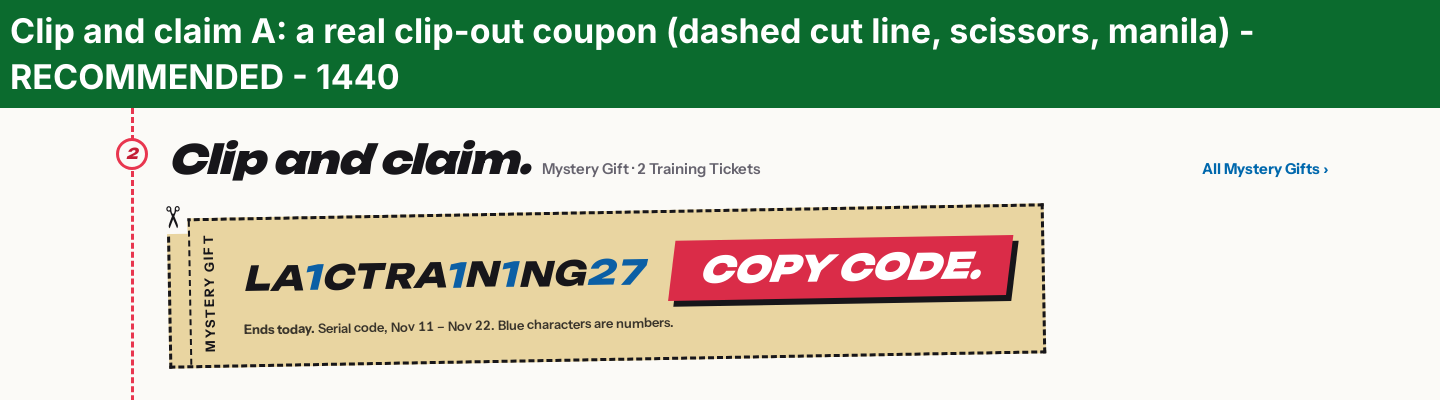 Clip and claim A: a real clip-out coupon (dashed cut line, scissors, manila) -
RECOMMENDED - 1440
2
Clip and claim. Mystery Gift · 2 Training Tickets
All Mystery Gifts ›
MYSTERY GIFT
LA1CTRA1N1NG27
COPY CODE.
Ends today. Serial code, Nov 11 – Nov 22. Blue characters are numbers.